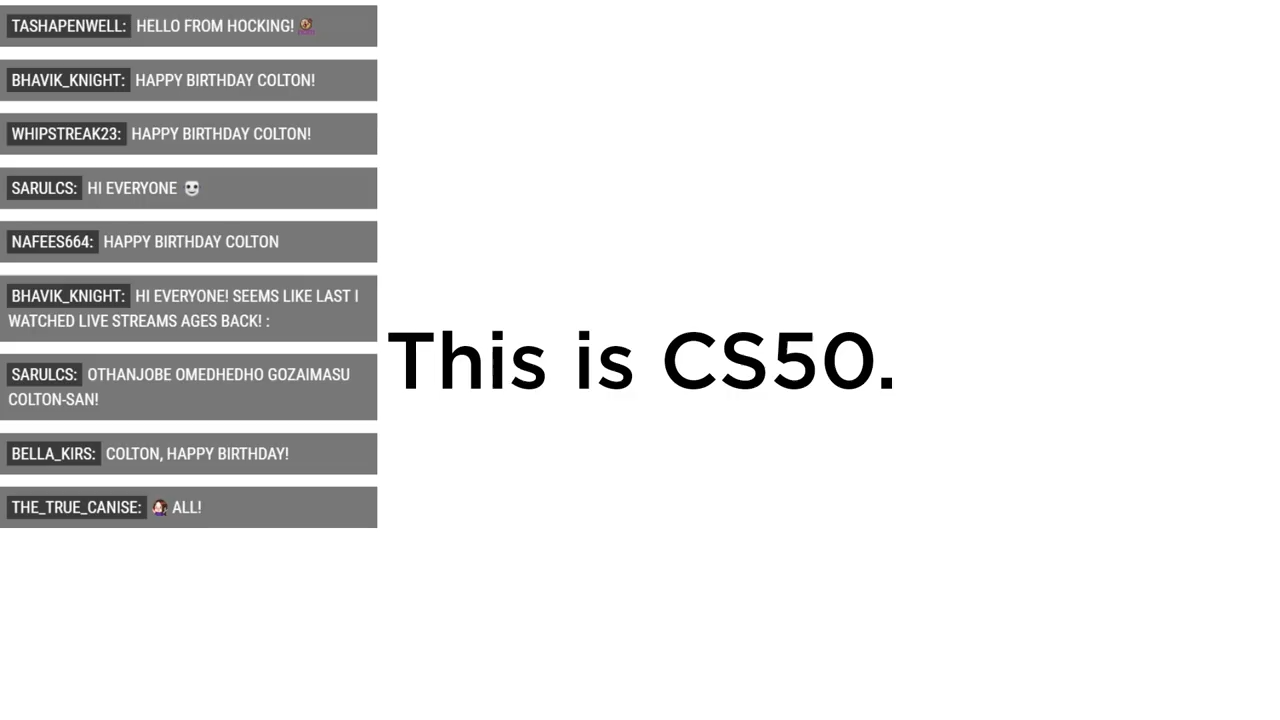 TASHAPENWELL: HELLO FROM HOCKING!
BHAVIK_KNIGHT: HAPPY BIRTHDAY COLTON!
WHIPSTREAK23: HAPPY BIRTHDAY COLTON!
SARULCS: HI EVERYONE
NAFEES664: HAPPY BIRTHDAY COLTON
BHAVIK_KNIGHT: HI EVERYONE! SEEMS LIKE LAST I
WATCHED LIVE STREAMS AGES BACK! :
SARULCS: OTHANJOBE OMEDHEDHO GOZAIMASU
COLTON-SAN!
BELLA_KIRS: COLTON, HAPPY BIRTHDAY!
THE_TRUE_CANISE: ALL!
This is CS50.